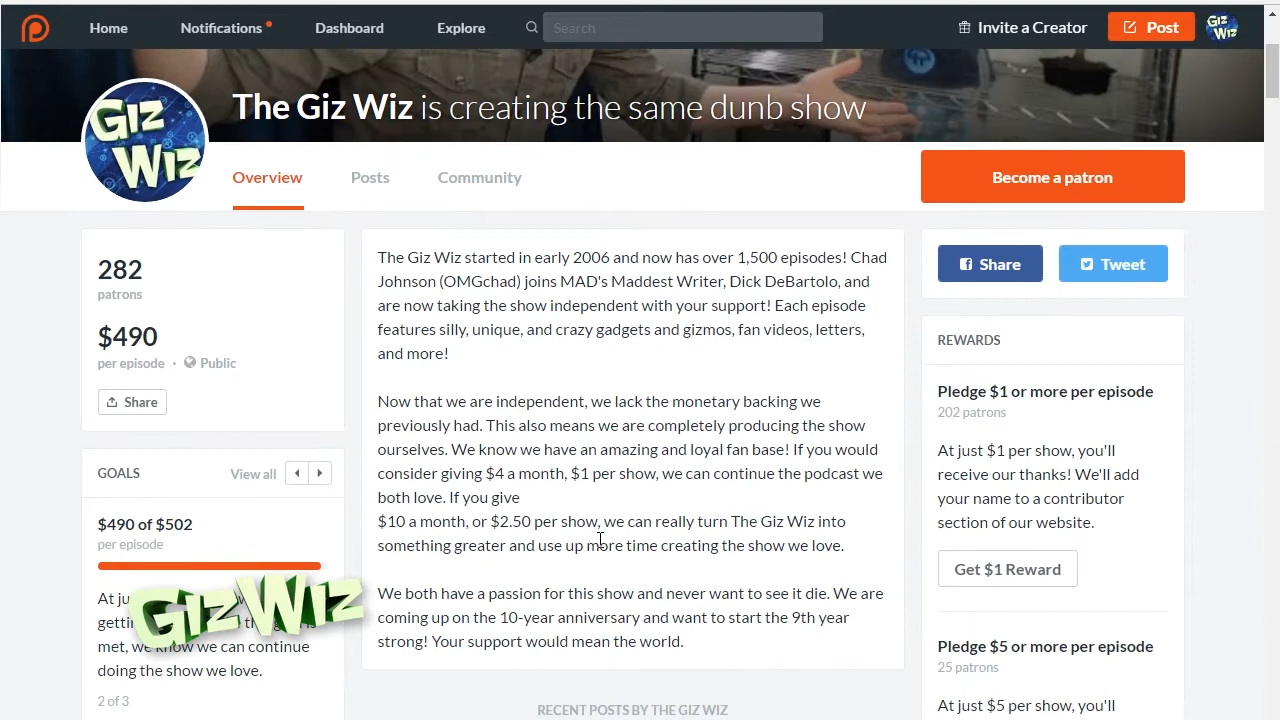 Home
Notifications
Dashboard
Explore
Search
Invite a Creator
Post
GIZ
WIZ
GIZ
WIZ
The Giz Wiz is creating the same dunb show
Overview
Posts
Community
Become a patron
282
patrons
$490
per episode · Public
Share
GOALS
View all
$490 of $502
per episode
At ju
getti
met, we know we can continue
doing the show we love.
2 of 3
GIZWIZ
The Giz Wiz started in early 2006 and now has over 1,500 episodes! Chad
Johnson (OMGchad) joins MAD's Maddest Writer, Dick DeBartolo, and
are now taking the show independent with your support! Each episode
features silly, unique, and crazy gadgets and gizmos, fan videos, letters,
and more!
Now that we are independent, we lack the monetary backing we
previously had. This also means we are completely producing the show
ourselves. We know we have an amazing and loyal fan base! If you would
consider giving $4 a month, $1 per show, we can continue the podcast we
both love. If you give
$10 a month, or $2.50 per show, we can really turn The Giz Wiz into
something greater and use up more time creating the show we love.
We both have a passion for this show and never want to see it die. We are
coming up on the 10-year anniversary and want to start the 9th year
strong! Your support would mean the world.
RECENT POSTS BY THE GIZ WIZ
Share
Tweet
REWARDS
Pledge $1 or more per episode
202 patrons
At just $1 per show, you'll
receive our thanks! We'll add
your name to a contributor
section of our website.
Get $1 Reward
Pledge $5 or more per episode
25 patrons
At just $5 per show, you'll